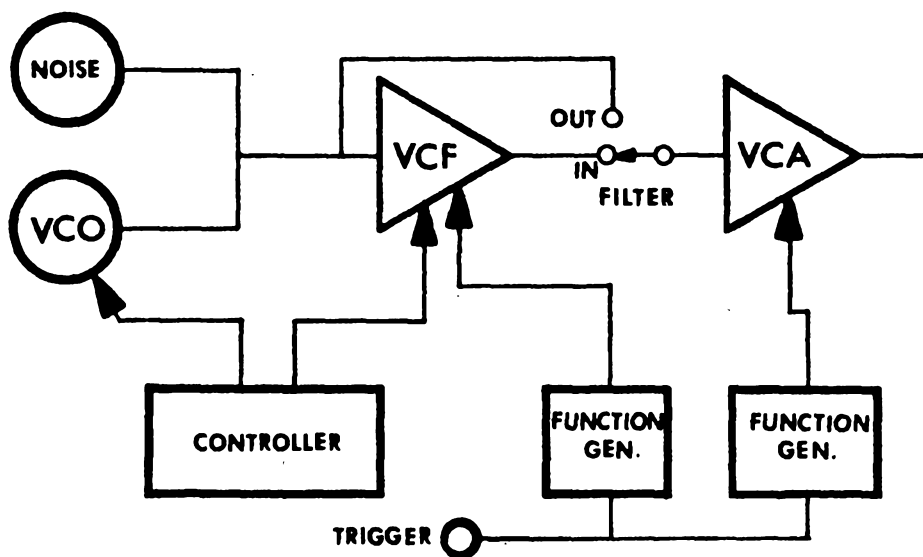 NOISE
OUT
VCF
IN
VCA
FILTER
VCO
CONTROLLER
FUNCTION
GEN.
FUNCTION
GEN.
TRIGGER